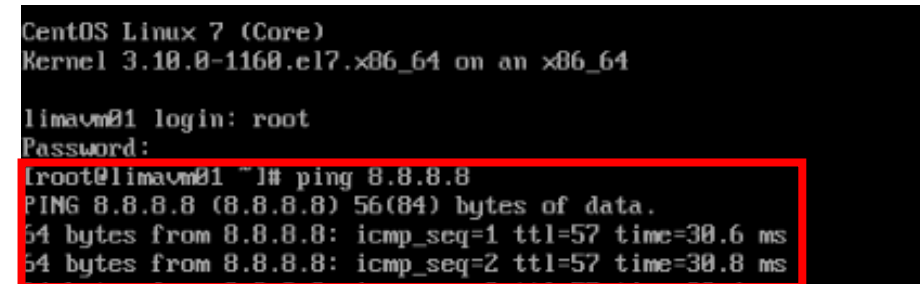 CentOS Linux 7 (Core)
Kernel 3.10.0-1160.el7.x86_64 on an x86_64
limavm01 login: root
Password:
[root@limavm01 ~]# ping 8.8.8.8
PING 8.8.8.8 (8.8.8.8) 56(84) bytes of data.
64 bytes from 8.8.8.8: icmp_seq=1 ttl=57 time=30.6 ms
64 bytes from 8.8.8.8: icmp_seq=2 ttl=57 time=30.8 ms